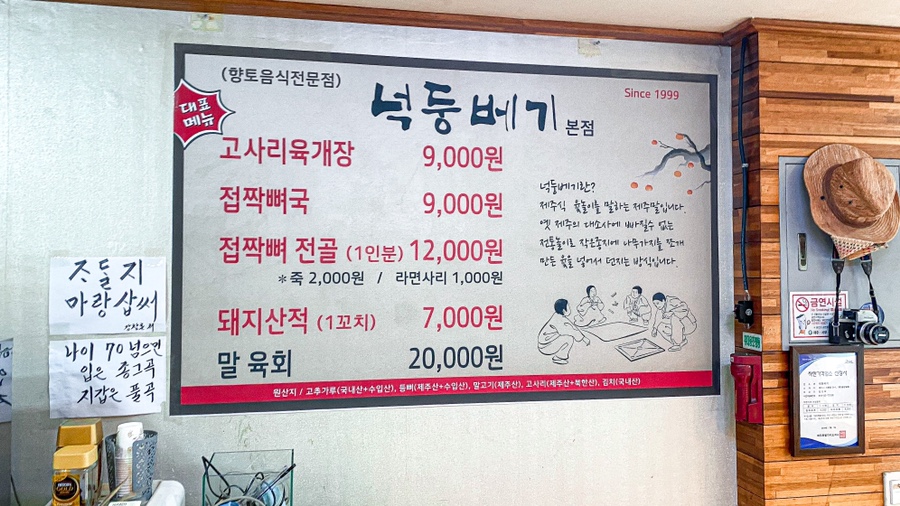 (향토음식전문점)
넉둥베기 본점
Since 1999
대표
메뉴
고사리육개장 9,000원
접짝뼈국 9,000원
접짝뼈 전골 (1인분) 12,000원
*죽 2,000원 / 라면사리 1,000원
돼지산적 (1꼬치) 7,000원
말 육회 20,000원
넉둥베기란?
제주식 윷놀이를 말하는 제주말입니다.
옛 제주의 대소사에 빠질수 없는
전통놀이로 작은종지에 나무가지를 쪼개
만든 윷을 넣어서 던지는 방식입니다.
원산지 / 고추가루(국내산+수입산), 등뼈(제주산+수입산), 말고기(제주산), 고사리(제주산+북한산), 김치(국내산)
ᄌᆞ들지
마랑삽써
나이 70 넘으면
입은 중그곡
지갑은 풀곡
금연시설
NESCAFÉ
GOLD